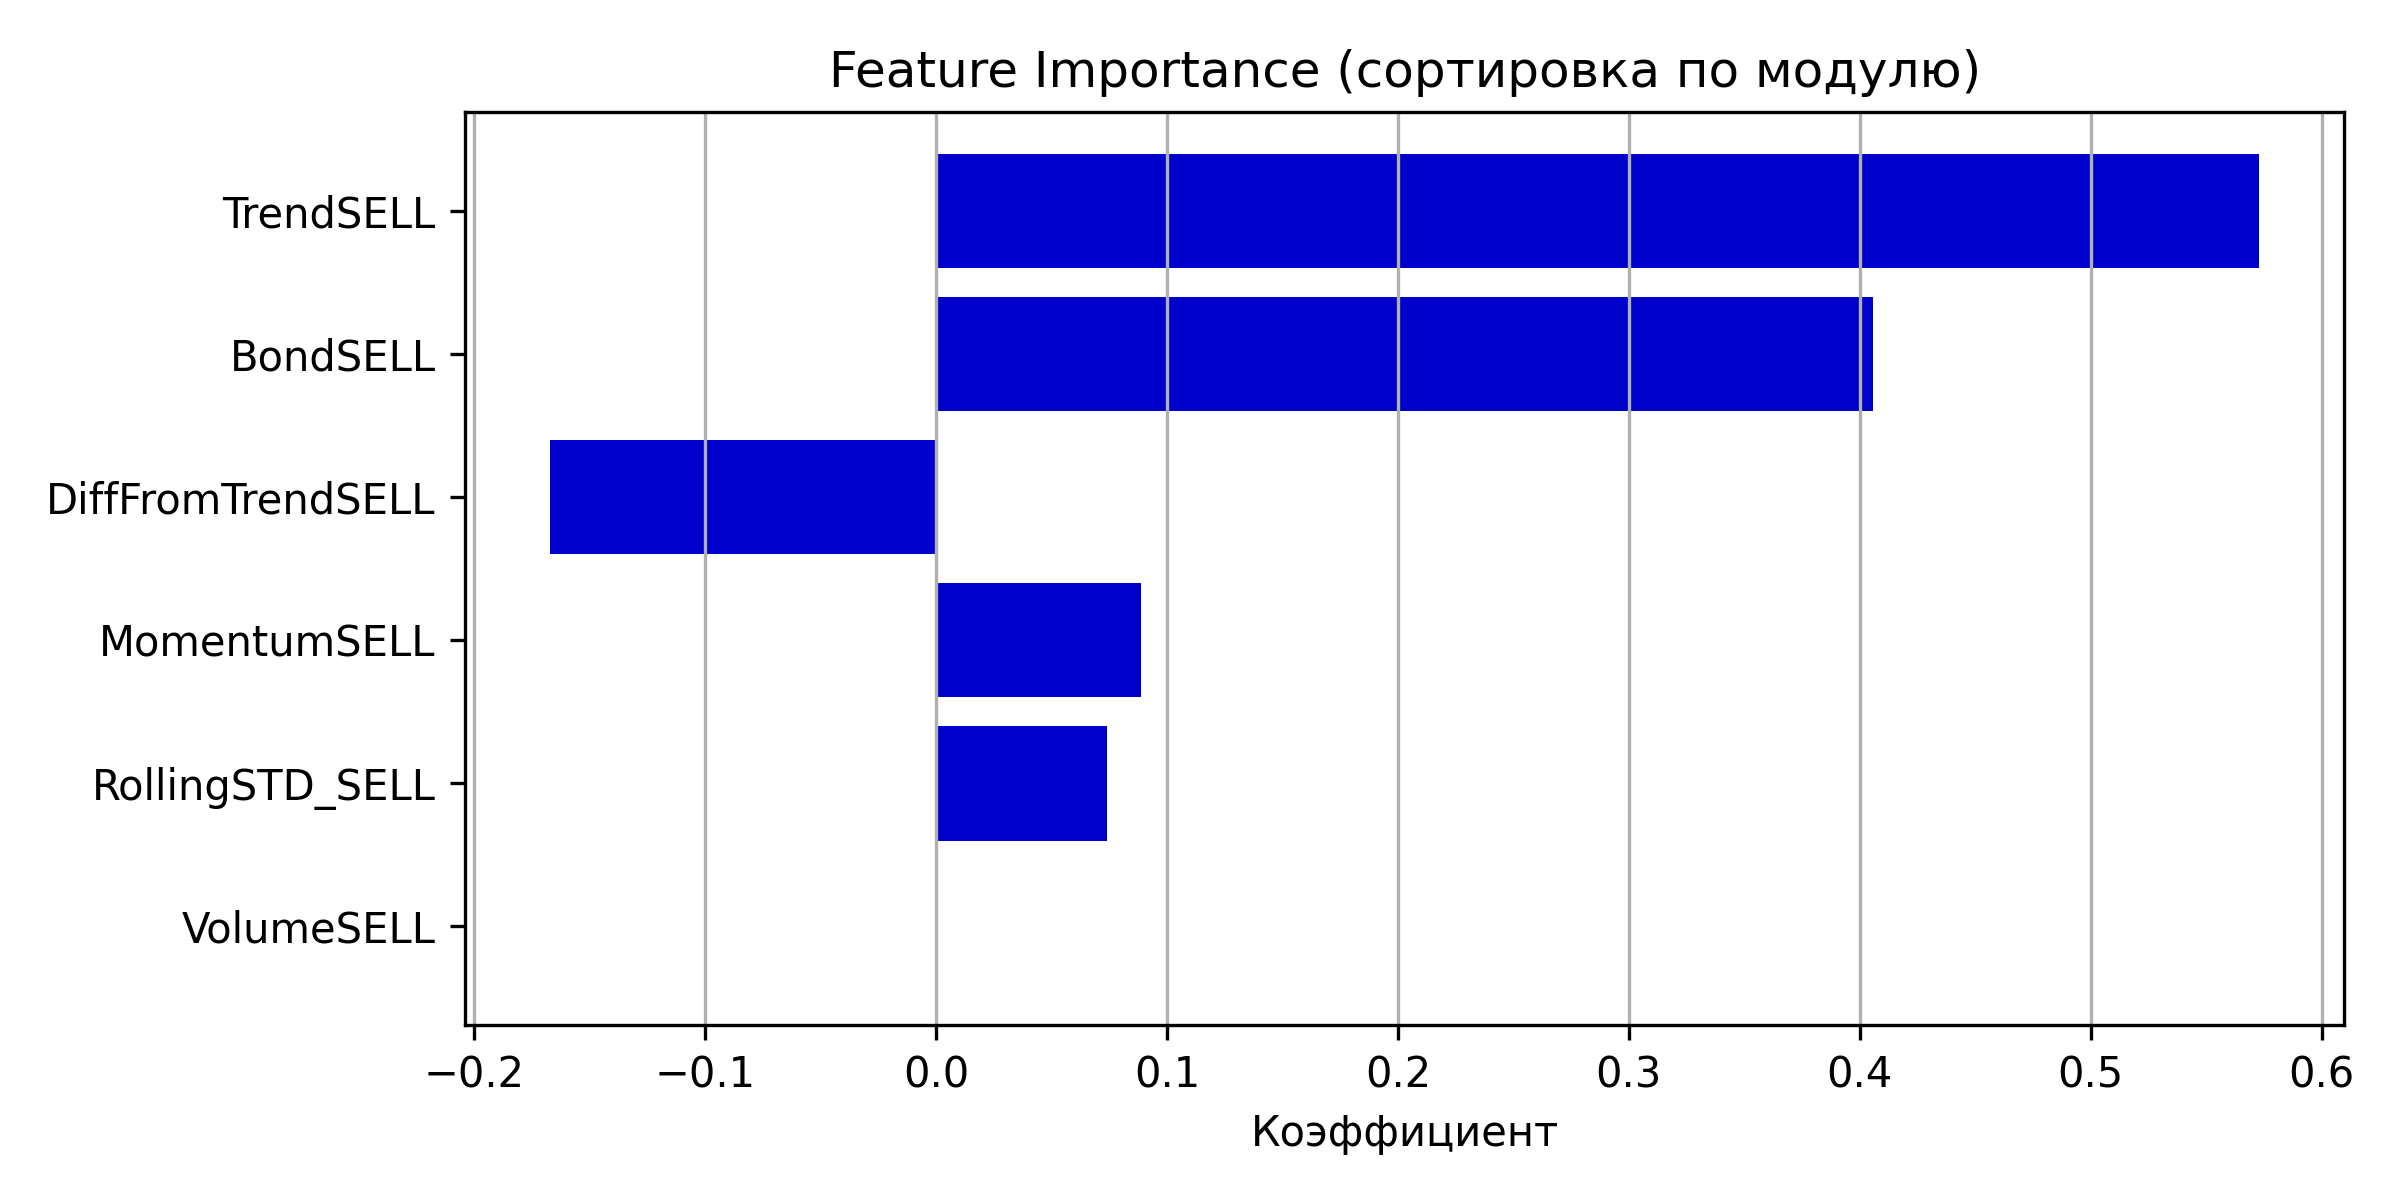 Feature Importance (сортировка по модулю)
TrendSELL
BondSELL
DiffFromTrendSELL
MomentumSELL
RollingSTD_SELL
VolumeSELL
−0.2 −0.1 0.0 0.1 0.2 0.3 0.4 0.5 0.6
Коэффициент